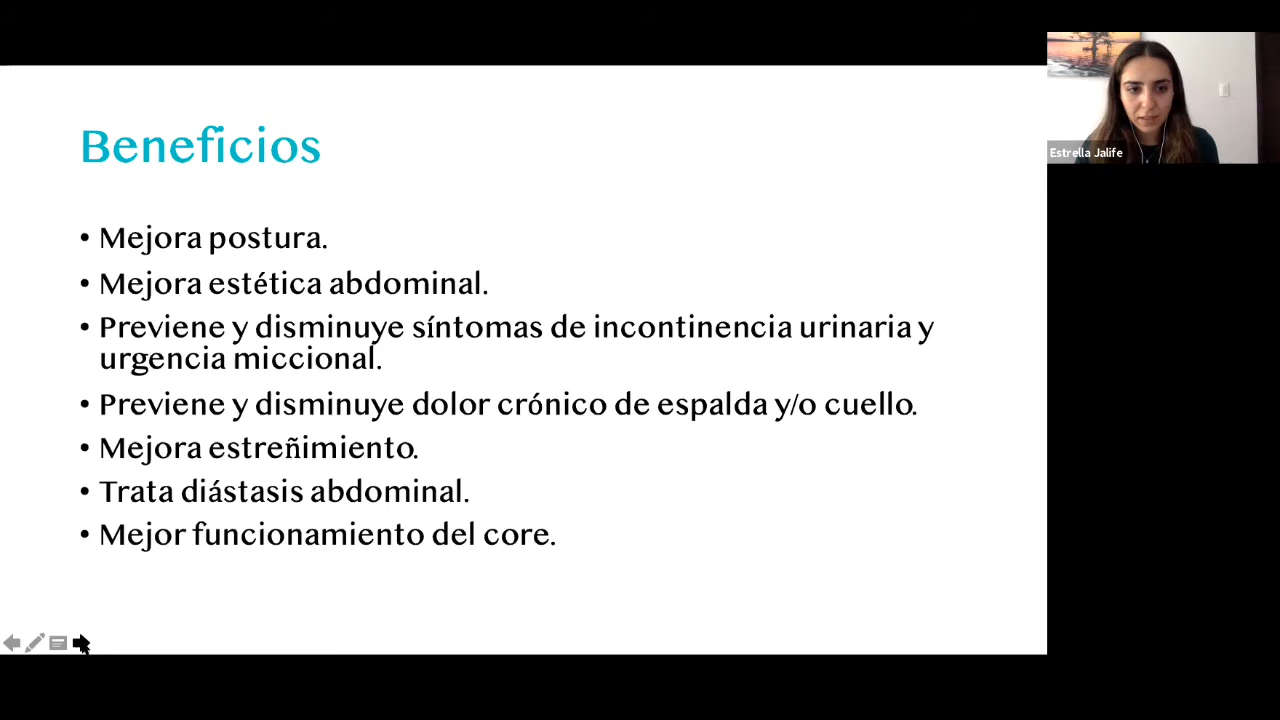 Beneficios
• Mejora postura.
• Mejora estética abdominal.
• Previene y disminuye síntomas de incontinencia urinaria y
urgencia miccional.
• Previene y disminuye dolor crónico de espalda y/o cuello.
• Mejora estreñimiento.
• Trata diástasis abdominal.
• Mejor funcionamiento del core.
Estrella Jalife